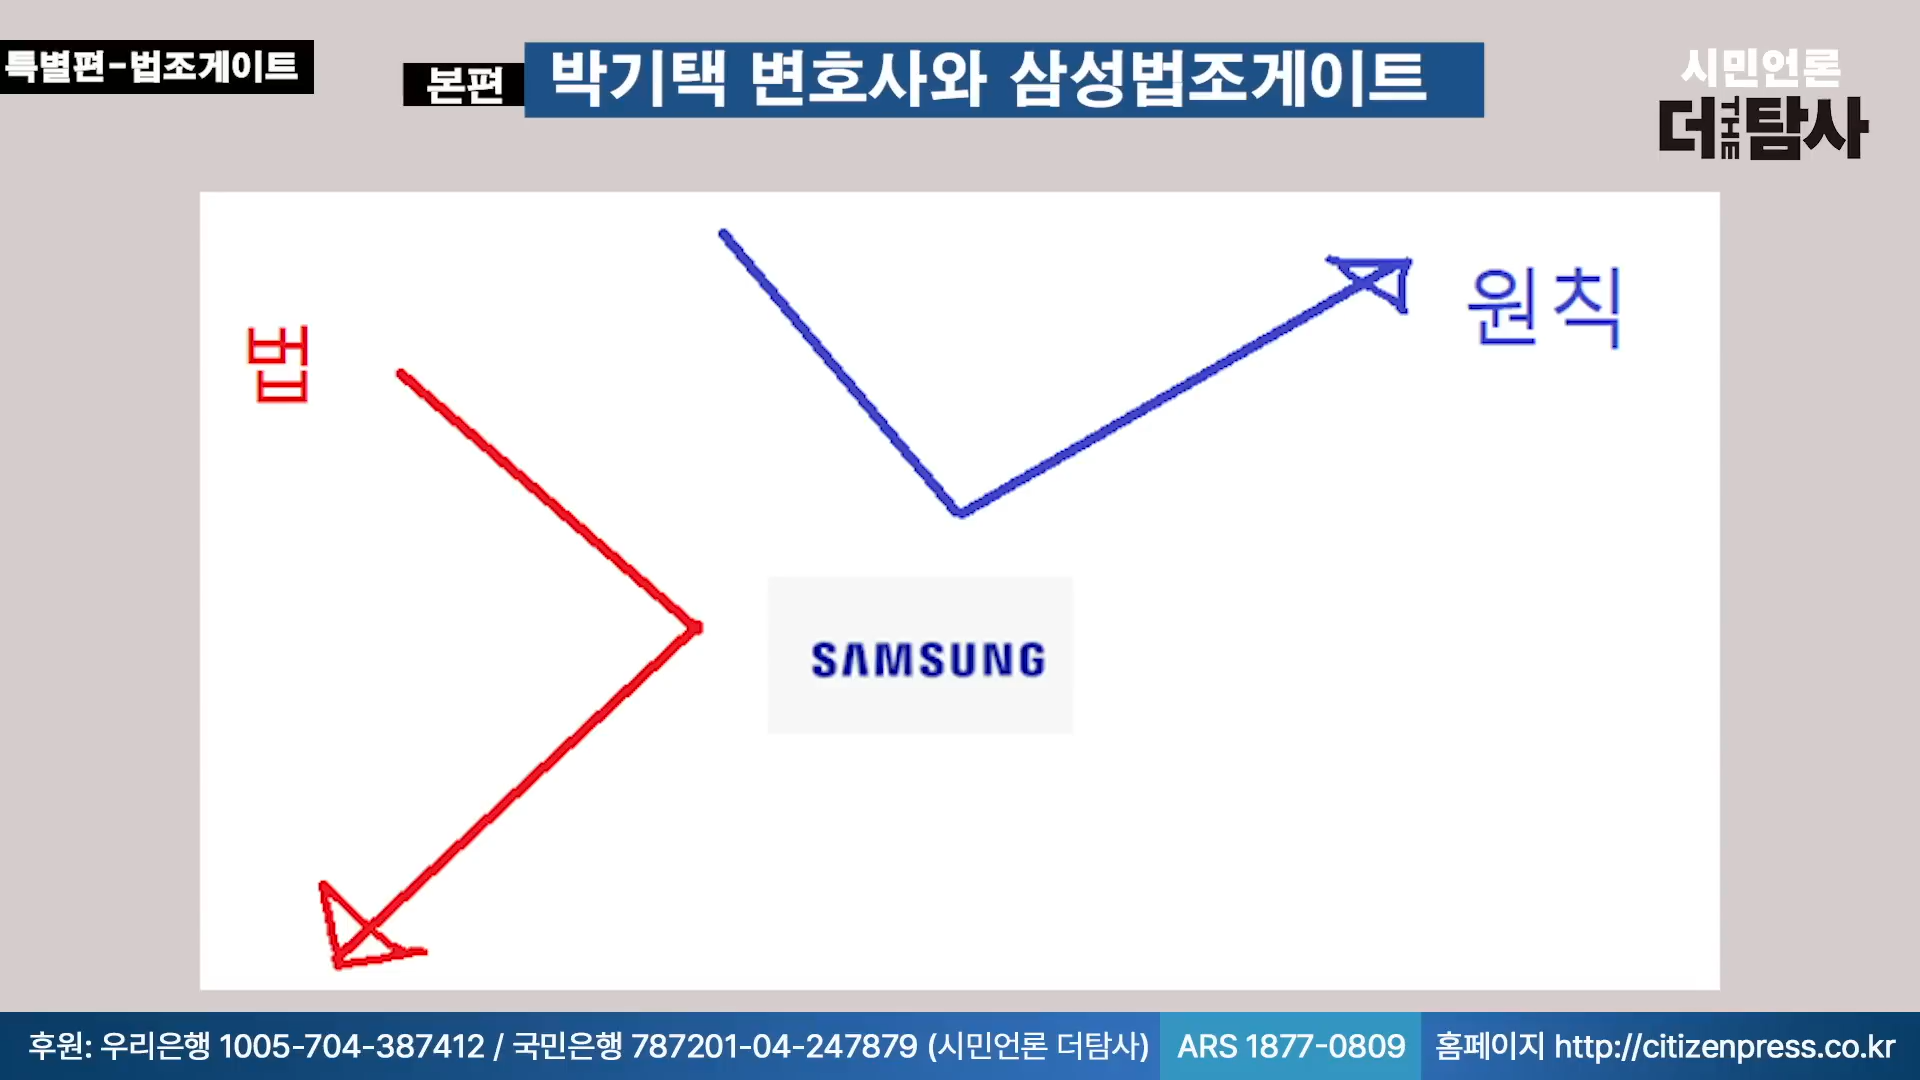 특별편-법조게이트
본편 박기택 변호사와 삼성법조게이트
시민언론
더THE탐사
법
원칙
SAMSUNG
후원: 우리은행 1005-704-387412 / 국민은행 787201-04-247879 (시민언론 더탐사) ARS 1877-0809 홈페이지 http://citizenpress.co.kr